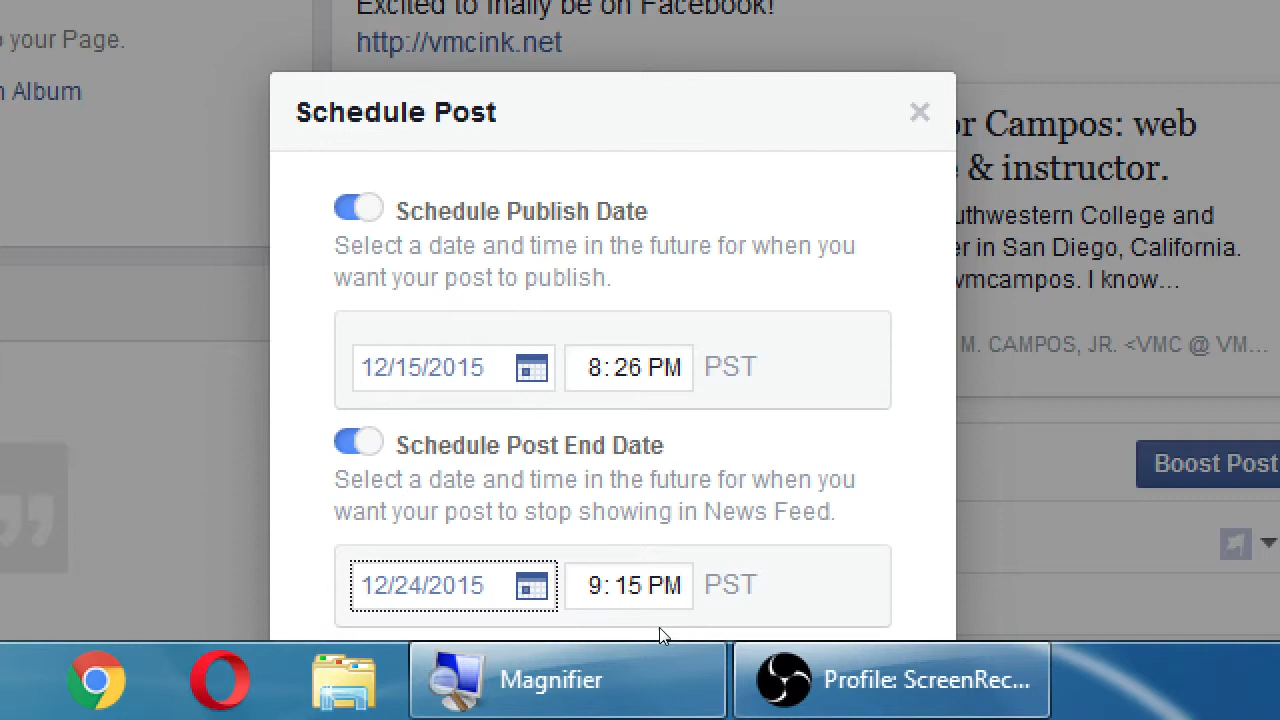 Excited to finally be on Facebook!
your Page.
http://vmcink.net
Album
Schedule Post
Campos: web
& instructor.
Schedule Publish Date
Select a date and time in the future for when you
want your post to publish.
College and
in San Diego, California.
vmcampos. I know...
12/15/2015 8:26 PM PST
M. CAMPOS, JR. <VMC @ VM...
Schedule Post End Date
Boost Post
Select a date and time in the future for when you
want your post to stop showing in News Feed.
12/24/2015 9:15 PM PST
Magnifier
Profile: ScreenRec...